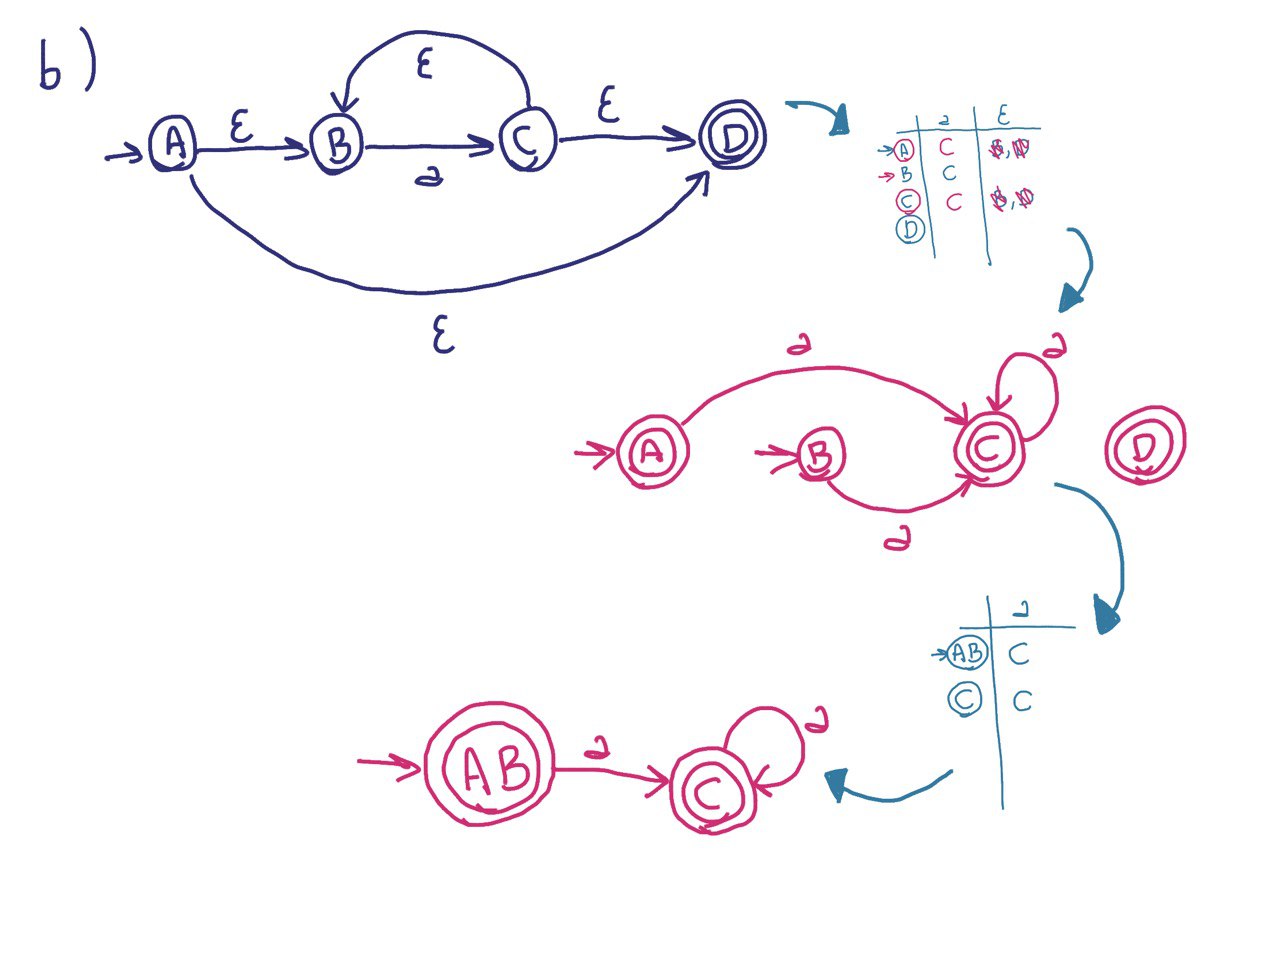 b)
ε
A ε B a C ε D
ε
a ε
A C B, D
B C
C C B, D
D
a a
A B C D
a
a
AB C
C C
AB a C a